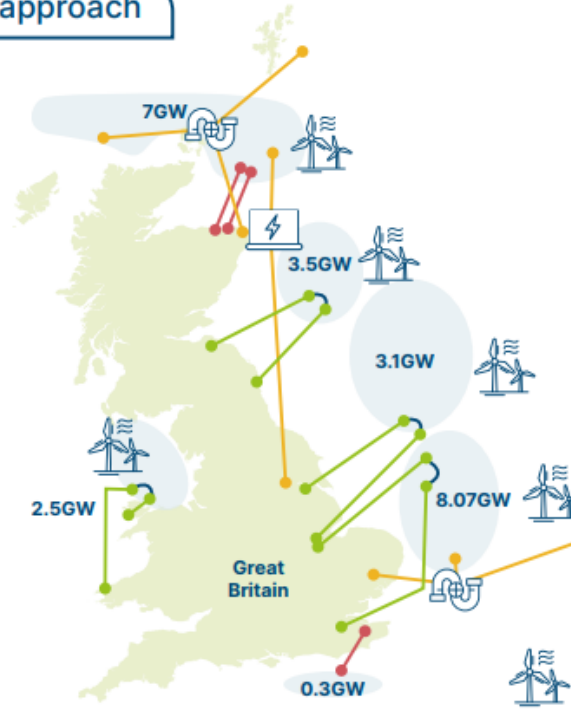 approach
7GW
3.5GW
3.1GW
2.5GW
8.07GW
Great
Britain
0.3GW